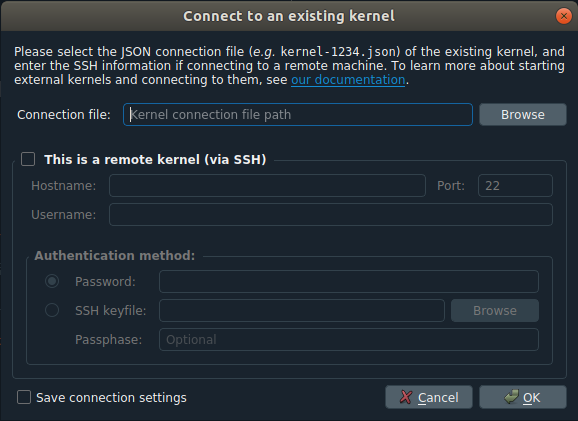 Connect to an existing kernel
Please select the JSON connection file (e.g. kernel-1234.json) of the existing kernel, and
enter the SSH information if connecting to a remote machine. To learn more about starting
external kernels and connecting to them, see our documentation.
Connection file: Kernel connection file path Browse
This is a remote kernel (via SSH)
Hostname: Port: 22
Username:
Authentication method:
Password:
SSH keyfile: Browse
Passphase: Optional
Save connection settings Cancel OK